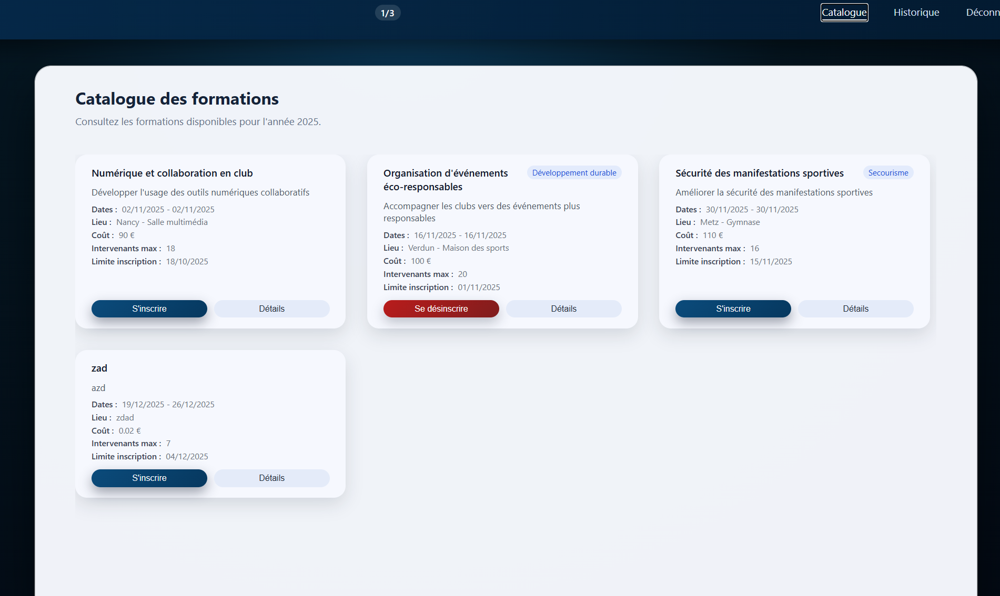 1/3
Catalogue
Historique
Déconn
Catalogue des formations
Consultez les formations disponibles pour l'année 2025.
Numérique et collaboration en club
Développer l'usage des outils numériques collaboratifs
Dates : 02/11/2025 - 02/11/2025
Lieu : Nancy - Salle multimédia
Coût : 90 €
Intervenants max : 18
Limite inscription : 18/10/2025
S'inscrire
Détails
Organisation d'événements
éco-responsables
Développement durable
Accompagner les clubs vers des événements plus
responsables
Dates : 16/11/2025 - 16/11/2025
Lieu : Verdun - Maison des sports
Coût : 100 €
Intervenants max : 20
Limite inscription : 01/11/2025
Se désinscrire
Détails
Sécurité des manifestations sportives
Secourisme
Améliorer la sécurité des manifestations sportives
Dates : 30/11/2025 - 30/11/2025
Lieu : Metz - Gymnase
Coût : 110 €
Intervenants max : 16
Limite inscription : 15/11/2025
S'inscrire
Détails
zad
azd
Dates : 19/12/2025 - 26/12/2025
Lieu : zdad
Coût : 0.02 €
Intervenants max : 7
Limite inscription : 04/12/2025
S'inscrire
Détails